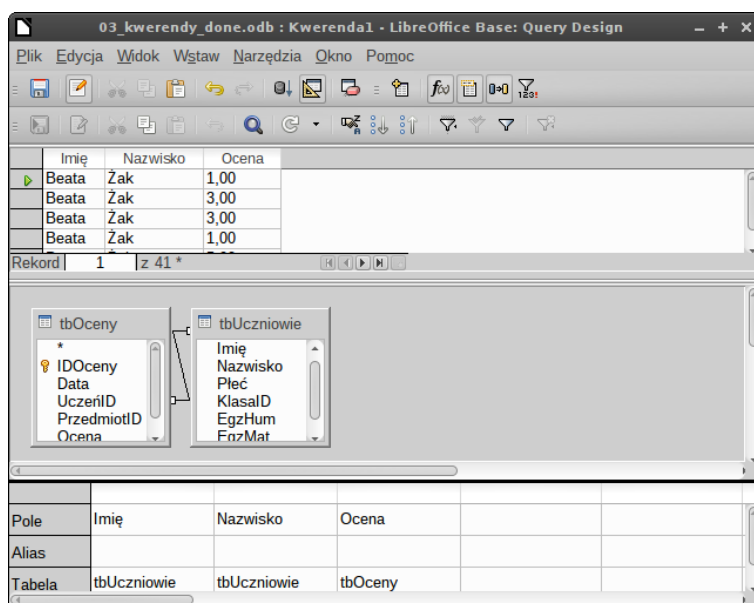 03_kwerendy_done.odb : Kwerenda1 - LibreOffice Base: Query Design
Plik Edycja Widok Wstaw Narzędzia Okno Pomoc
Imię Nazwisko Ocena
Beata Żak 1,00
Beata Żak 3,00
Beata Żak 3,00
Beata Żak 1,00
Rekord 1 z 41 *
tbOceny
*
IDOceny
Data
UczeńID
PrzedmiotID
Ocena
tbUczniowie
Imię
Nazwisko
Płeć
KlasaID
EgzHum
EgzMat
Pole Imię Nazwisko Ocena
Alias
Tabela tbUczniowie tbUczniowie tbOceny